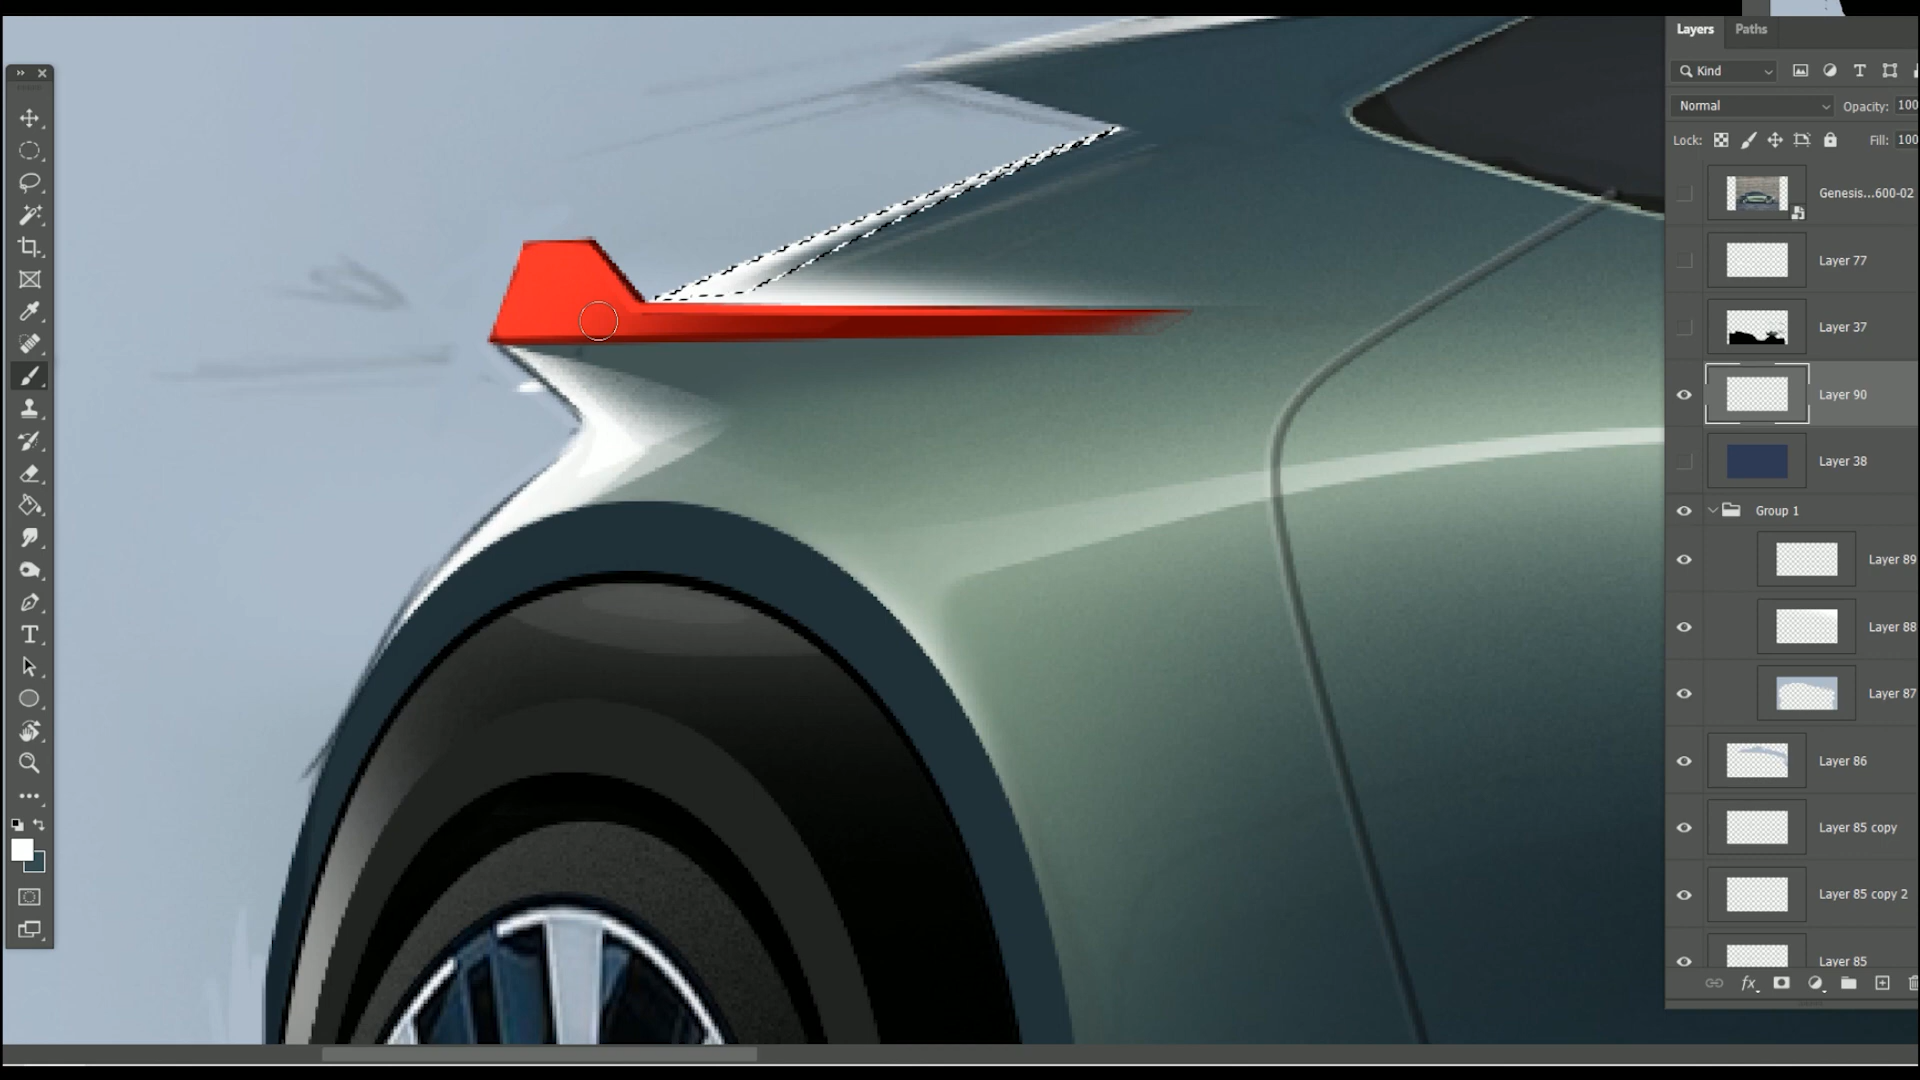 Layers
Paths
Kind
Normal
Opacity: 100
Lock:
Fill: 100
Genesis...600-02
Layer 77
Layer 37
Layer 90
Layer 38
Group 1
Layer 89
Layer 88
Layer 87
Layer 86
Layer 85 copy
Layer 85 copy 2
Layer 85
fx